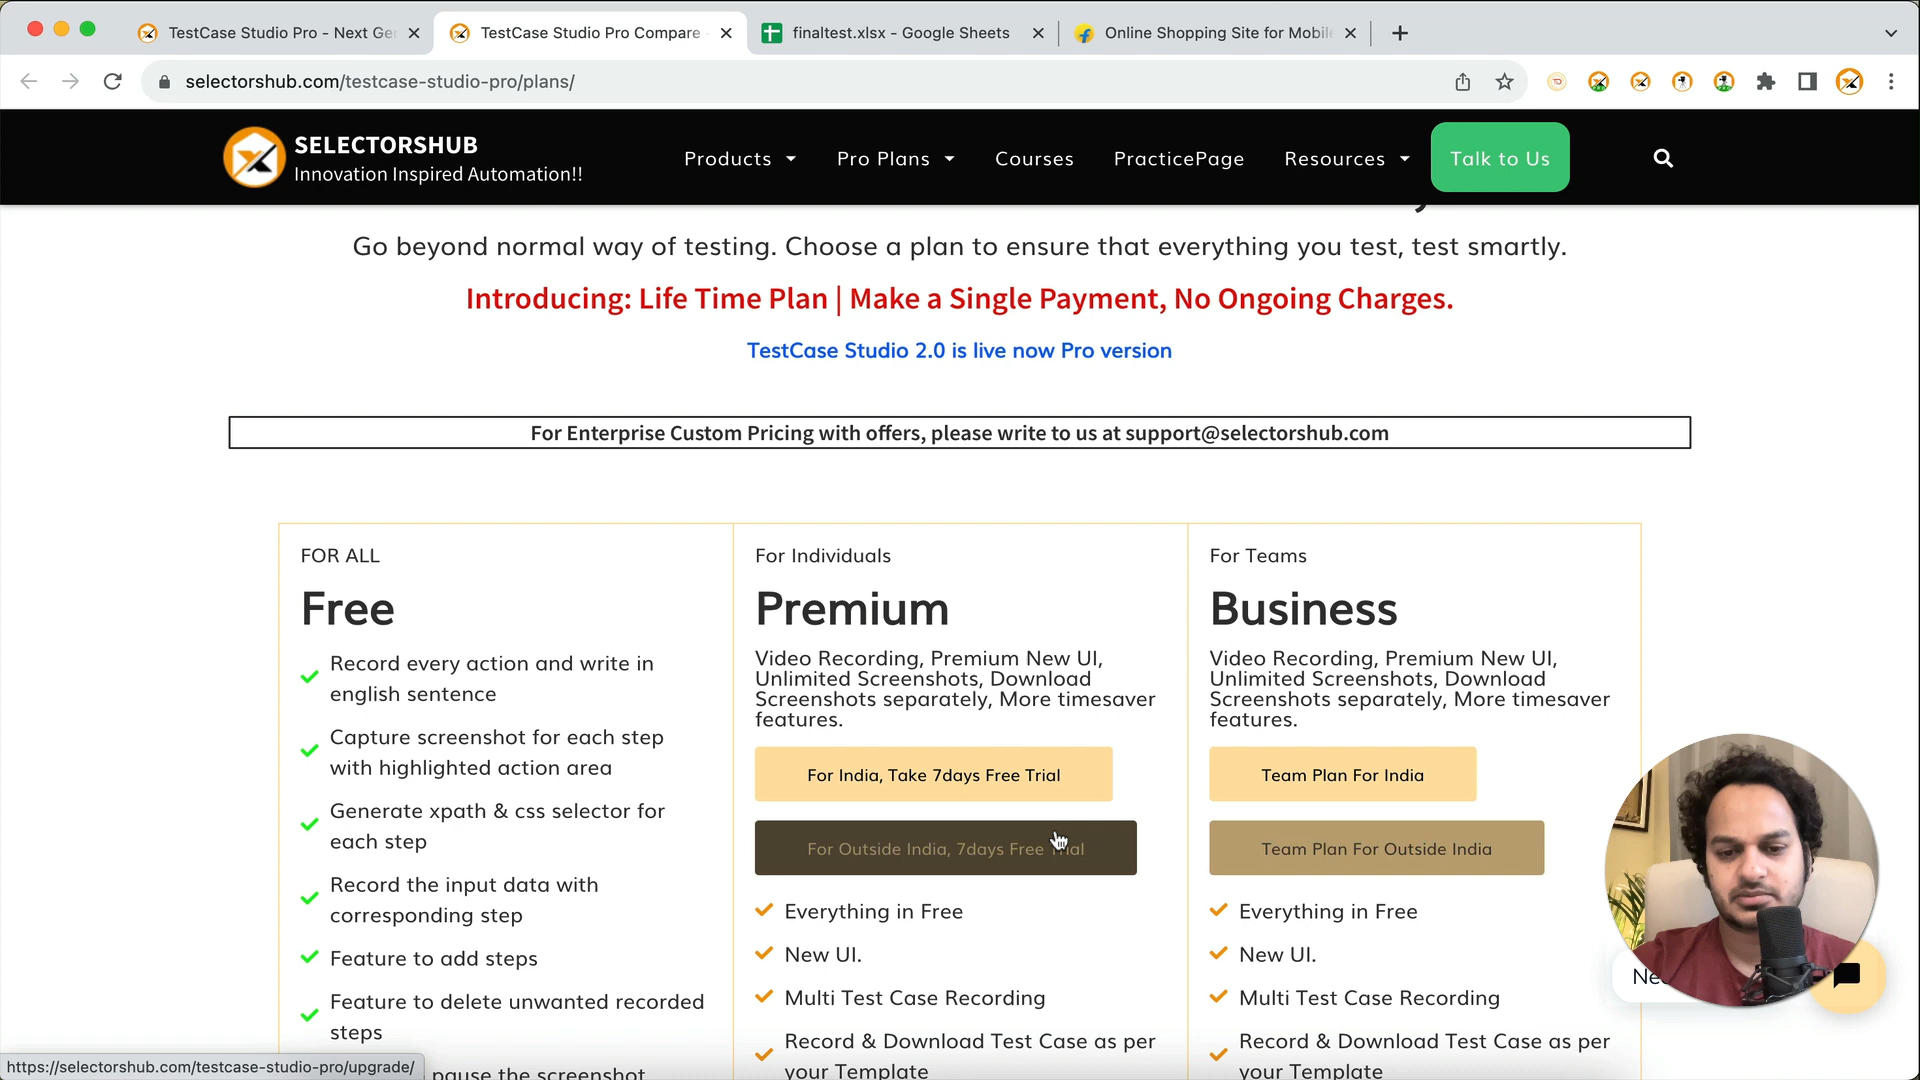 TestCase Studio Pro - Next Ge
TestCase Studio Pro Compare
finaltest.xlsx - Google Sheets
Online Shopping Site for Mobil
selectorshub.com/testcase-studio-pro/plans/
SELECTORSHUB
Innovation Inspired Automation!!
Products
Pro Plans
Courses
PracticePage
Resources
Talk to Us
Go beyond normal way of testing. Choose a plan to ensure that everything you test, test smartly.
Introducing: Life Time Plan | Make a Single Payment, No Ongoing Charges.
TestCase Studio 2.0 is live now Pro version
For Enterprise Custom Pricing with offers, please write to us at support@selectorshub.com
FOR ALL
Free
Record every action and write in
english sentence
Capture screenshot for each step
with highlighted action area
Generate xpath & css selector for
each step
Record the input data with
corresponding step
Feature to add steps
Feature to delete unwanted recorded
steps
pause the screenshot
For Individuals
Premium
Video Recording, Premium New UI,
Unlimited Screenshots, Download
Screenshots separately, More timesaver
features.
For India, Take 7days Free Trial
For Outside India, 7days Free Trial
Everything in Free
New UI.
Multi Test Case Recording
Record & Download Test Case as per
your Template
For Teams
Business
Video Recording, Premium New UI,
Unlimited Screenshots, Download
Screenshots separately, More timesaver
features.
Team Plan For India
Team Plan For Outside India
Everything in Free
New UI.
Multi Test Case Recording
Record & Download Test Case as per
your Template
https://selectorshub.com/testcase-studio-pro/upgrade/